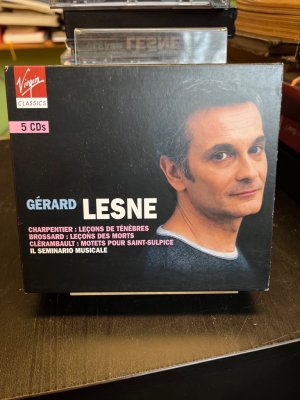 LESNE
Virgin
CLASSICS
5 CDs
GÉRARD LESNE
CHARPENTIER : LEÇONS DE TÉNÈBRES
BROSSARD : LEÇONS DES MORTS
CLÉRAMBAULT : MOTETS POUR SAINT-SULPICE
IL SEMINARIO MUSICALE